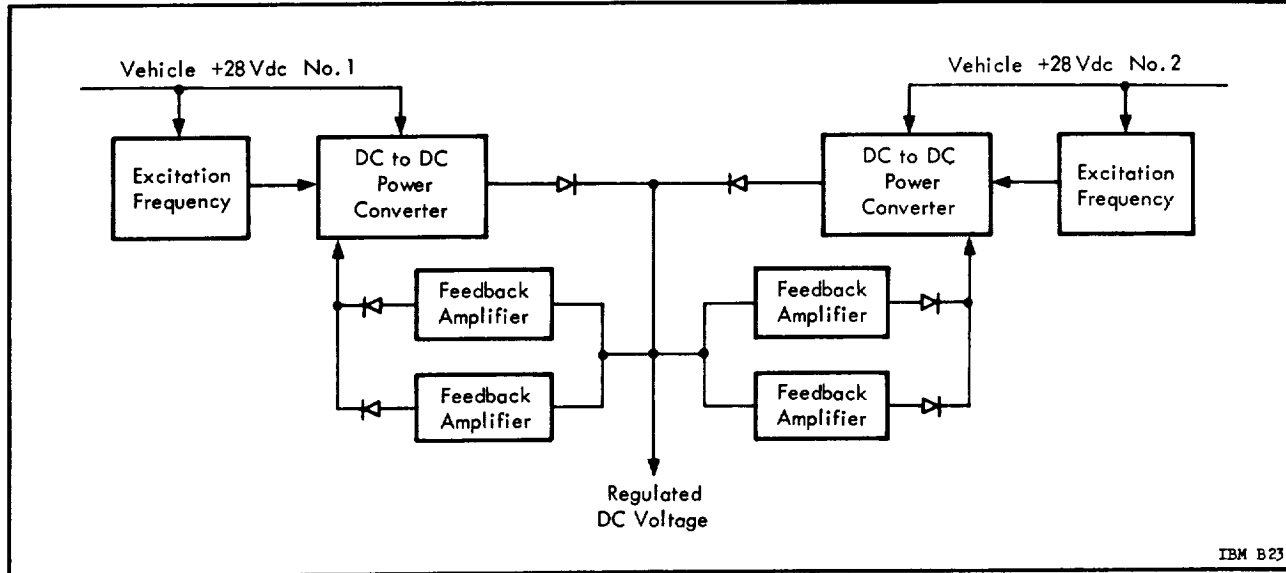 Vehicle +28 Vdc No. 1
Vehicle +28 Vdc No. 2
Excitation
Frequency
DC to DC
Power
Converter
DC to DC
Power
Converter
Excitation
Frequency
Feedback
Amplifier
Feedback
Amplifier
Feedback
Amplifier
Feedback
Amplifier
Regulated
DC Voltage
IBM B23